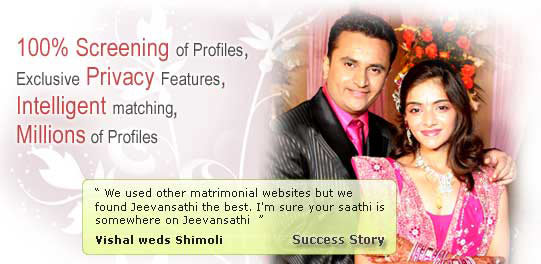 100% Screening of Profiles,
Exclusive Privacy Features,
Intelligent matching,
Millions of Profiles
“ We used other matrimonial websites but we
found Jeevansathi the best. I'm sure your saathi is
somewhere on Jeevansathi ”
Vishal weds Shimoli Success Story